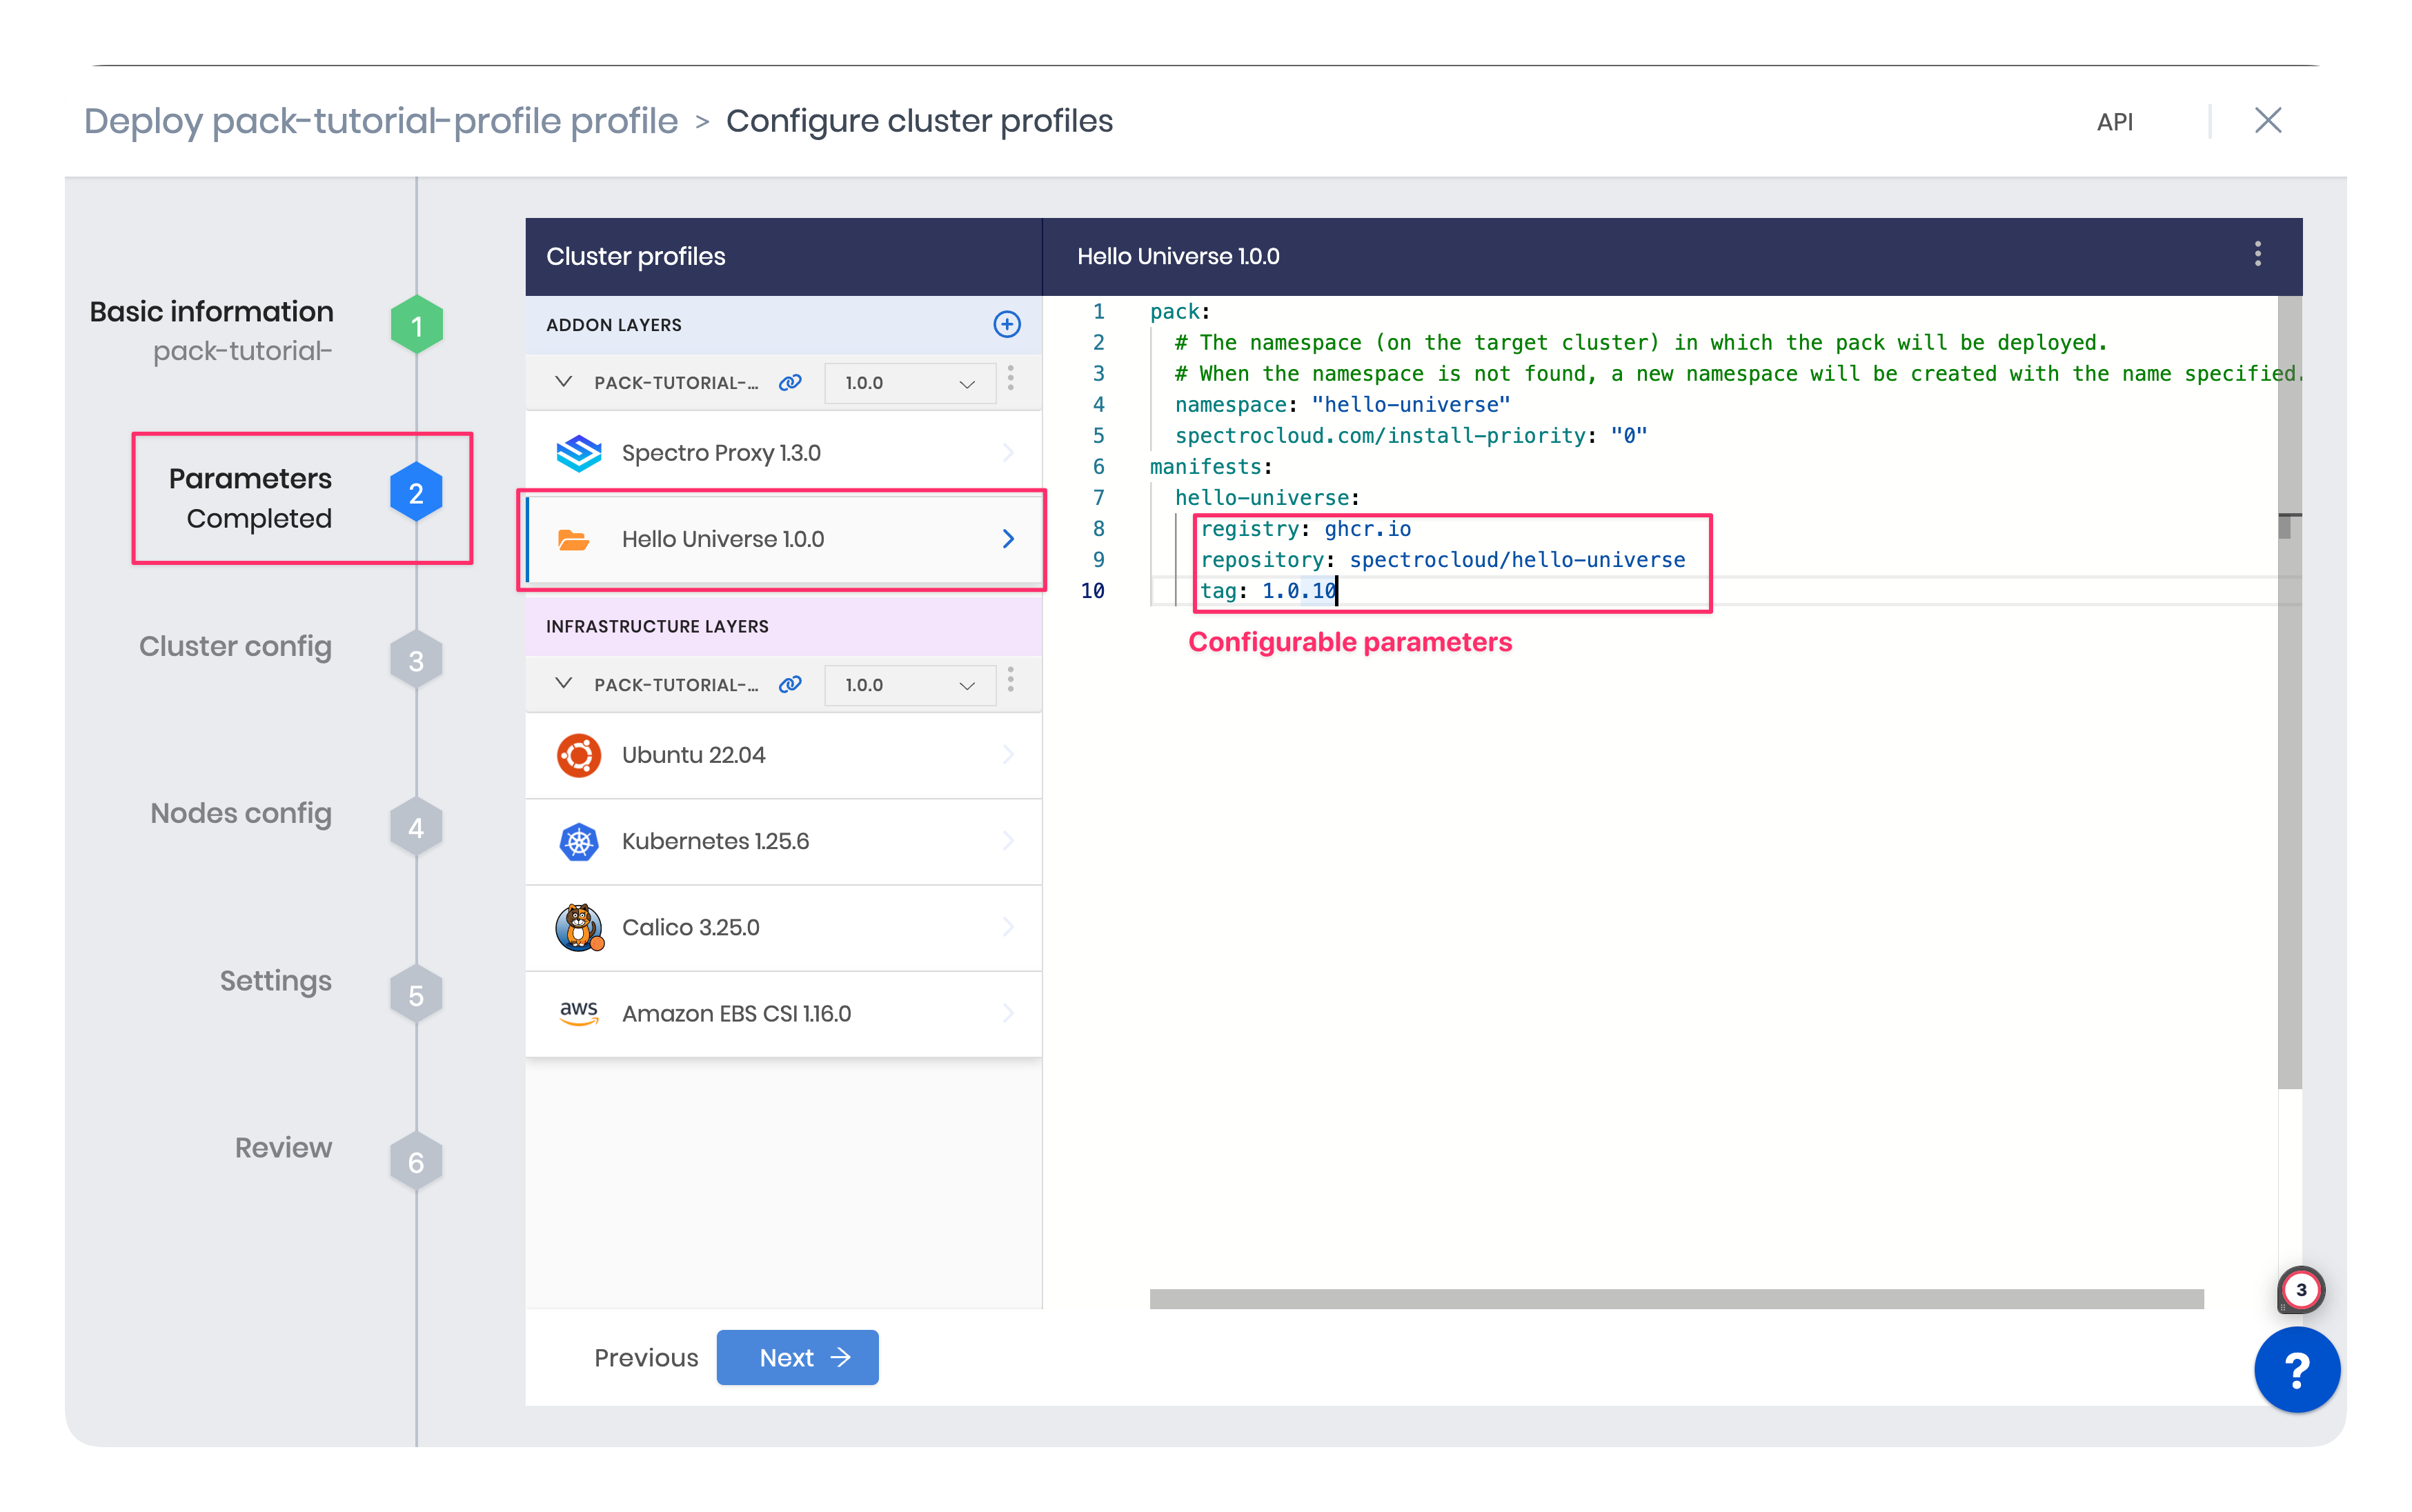 Deploy pack-tutorial-profile profile > Configure cluster profiles
API
Basic information
pack-tutorial-
1
Parameters
Completed
2
Cluster config
3
Nodes config
4
Settings
5
Review
6
Cluster profiles
ADDON LAYERS
PACK-TUTORIAL-... 1.0.0
Spectro Proxy 1.3.0
Hello Universe 1.0.0
INFRASTRUCTURE LAYERS
PACK-TUTORIAL-... 1.0.0
Ubuntu 22.04
Kubernetes 1.25.6
Calico 3.25.0
aws
Amazon EBS CSI 1.16.0
Hello Universe 1.0.0
1 pack:
2 # The namespace (on the target cluster) in which the pack will be deployed.
3 # When the namespace is not found, a new namespace will be created with the name specified.
4 namespace: "hello-universe"
5 spectrocloud.com/install-priority: "0"
6 manifests:
7 hello-universe:
8 registry: ghcr.io
9 repository: spectrocloud/hello-universe
10 tag: 1.0.10
Configurable parameters
Previous
Next →
3
?